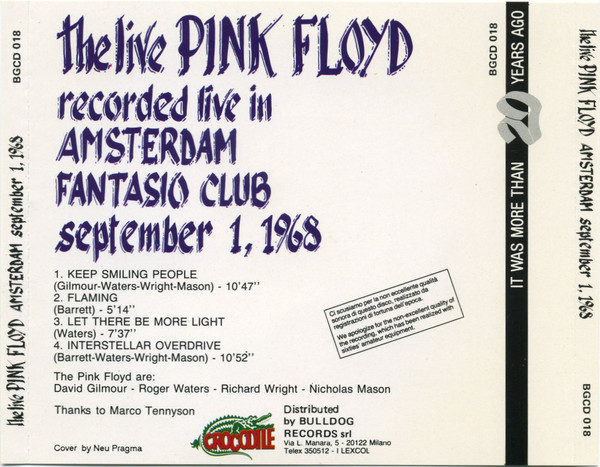 the live PINK FLOYD
recorded live in
AMSTERDAM
FANTASIO CLUB
september 1, 1968
1. KEEP SMILING PEOPLE
(Gilmour-Waters-Wright-Mason) - 10'47''
2. FLAMING
(Barrett) - 5'14''
3. LET THERE BE MORE LIGHT
(Waters) - 7'37''
4. INTERSTELLAR OVERDRIVE
(Barrett-Waters-Wright-Mason) - 10'52''
The Pink Floyd are:
David Gilmour - Roger Waters - Richard Wright - Nicholas Mason
Thanks to Marco Tennyson
Cover by Neu Pragma
CROCODILE
Distributed
by BULLDOG
RECORDS srl
Via L. Manara, 5 - 20122 Milano
Telex 350512 - I LEXCOL
Ci scusiamo per la non eccellente qualità
sonora di questo disco, realizzato da
registrazioni di fortuna dell'epoca.
We apologize for the non-excellent quality of
the recording, which has been realized with
sixties' amateur equipment.
BGCD 018
IT WAS MORE THAN 20 YEARS AGO
the live PINK FLOYD AMSTERDAM september 1, 1968
BGCD 018
the live PINK FLOYD AMSTERDAM september 1, 1968
BGCD 018